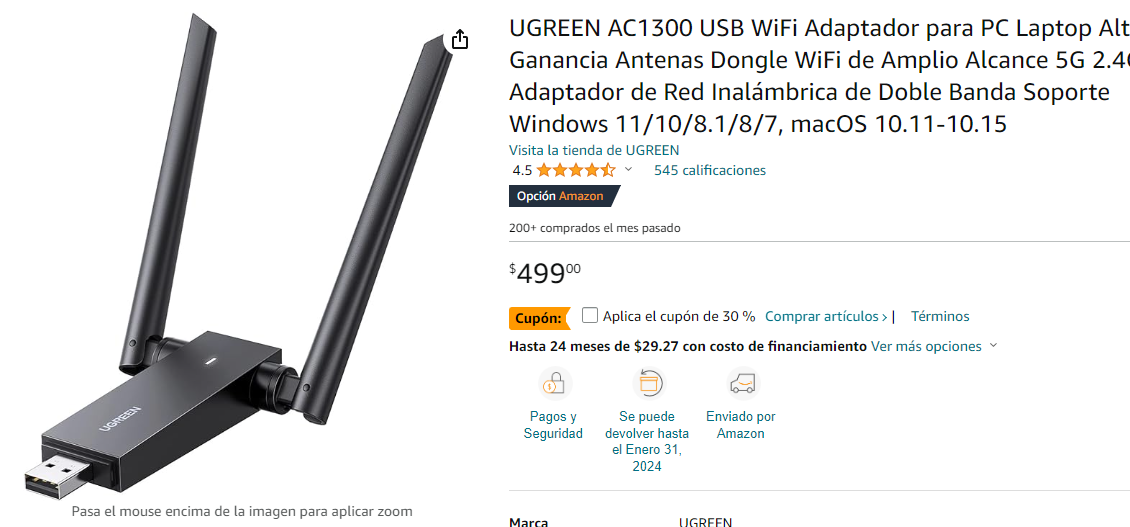 UGREEN AC1300 USB WiFi Adaptador para PC Laptop Alt
Ganancia Antenas Dongle WiFi de Amplio Alcance 5G 2.4G
Adaptador de Red Inalámbrica de Doble Banda Soporte
Windows 11/10/8.1/8/7, macOS 10.11-10.15
Visita la tienda de UGREEN
4.5 545 calificaciones
Opción Amazon
200+ comprados el mes pasado
$49900
Cupón: Aplica el cupón de 30 % Comprar artículos › | Términos
Hasta 24 meses de $29.27 con costo de financiamiento Ver más opciones
Pagos y
Seguridad
Se puede
devolver hasta
el Enero 31,
2024
Enviado por
Amazon
UGREEN
Pasa el mouse encima de la imagen para aplicar zoom
Marca UGREEN